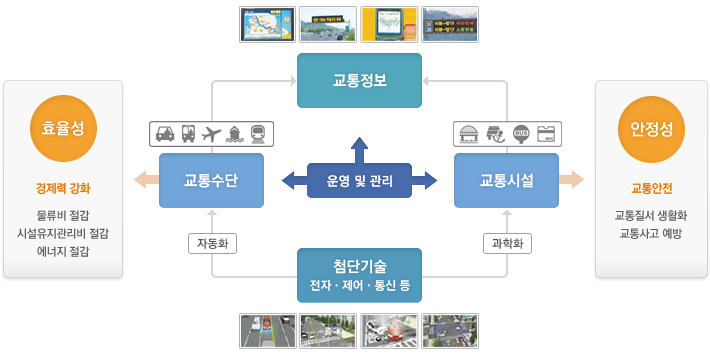 교통정보
효율성
경제력 강화
물류비 절감
시설유지관리비 절감
에너지 절감
교통수단
운영 및 관리
교통시설
BUS
안정성
교통안전
교통질서 생활화
교통사고 예방
자동화
과학화
첨단기술
전자 · 제어 · 통신 등